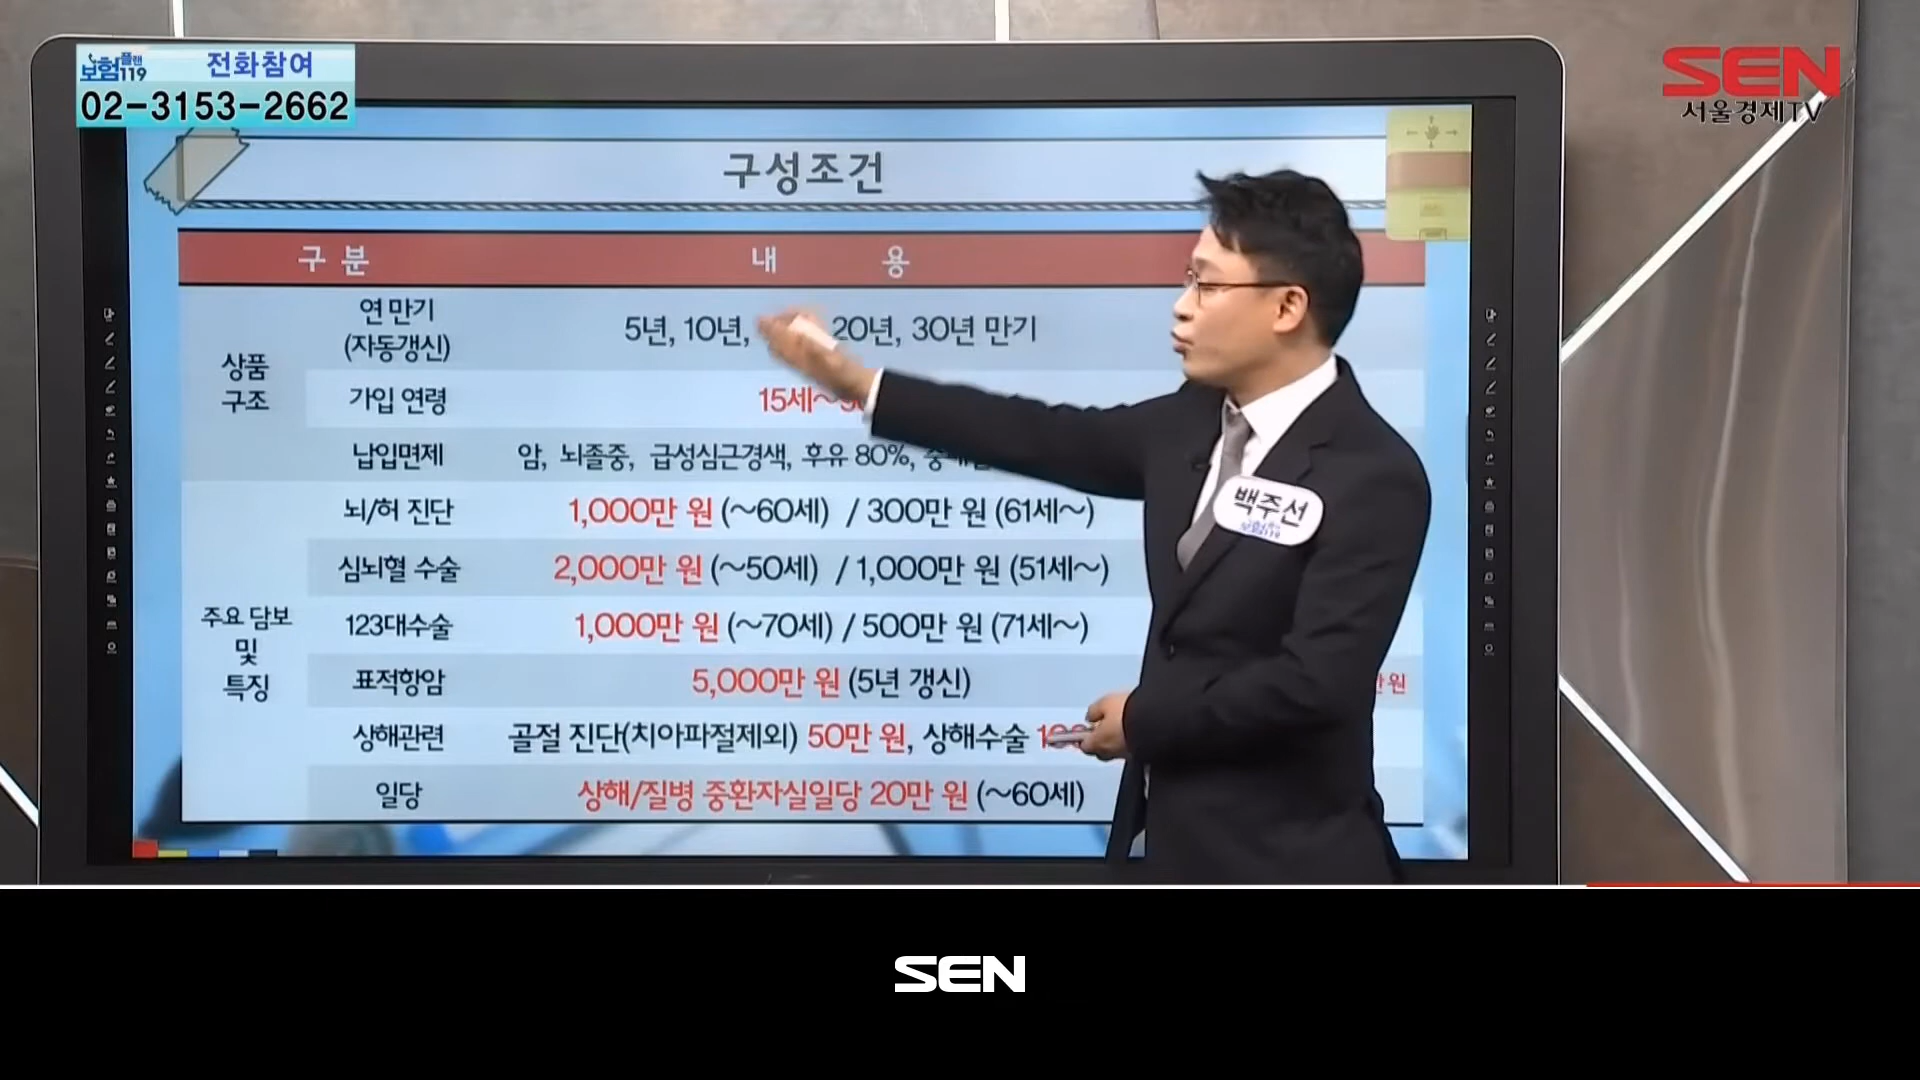 보험플랜119 전화참여
02-3153-2662
SEN
서울경제TV
구성조건
구 분 내 용
상품
구조
연 만기
(자동갱신)
5년, 10년, 20년, 30년 만기
가입 연령 15세~
납입면제 암, 뇌졸중, 급성심근경색, 후유 80%,
주요 담보
및
특징
뇌/허 진단 1,000만 원 (~60세) / 300만 원 (61세~)
심뇌혈 수술 2,000만 원 (~50세) / 1,000만 원 (51세~)
123대수술 1,000만 원 (~70세) / 500만 원 (71세~)
표적항암 5,000만 원 (5년 갱신)
만원
상해관련 골절 진단(치아파절제외) 50만 원, 상해수술
일당 상해/질병 중환자실일당 20만 원 (~60세)
백주선
SEN